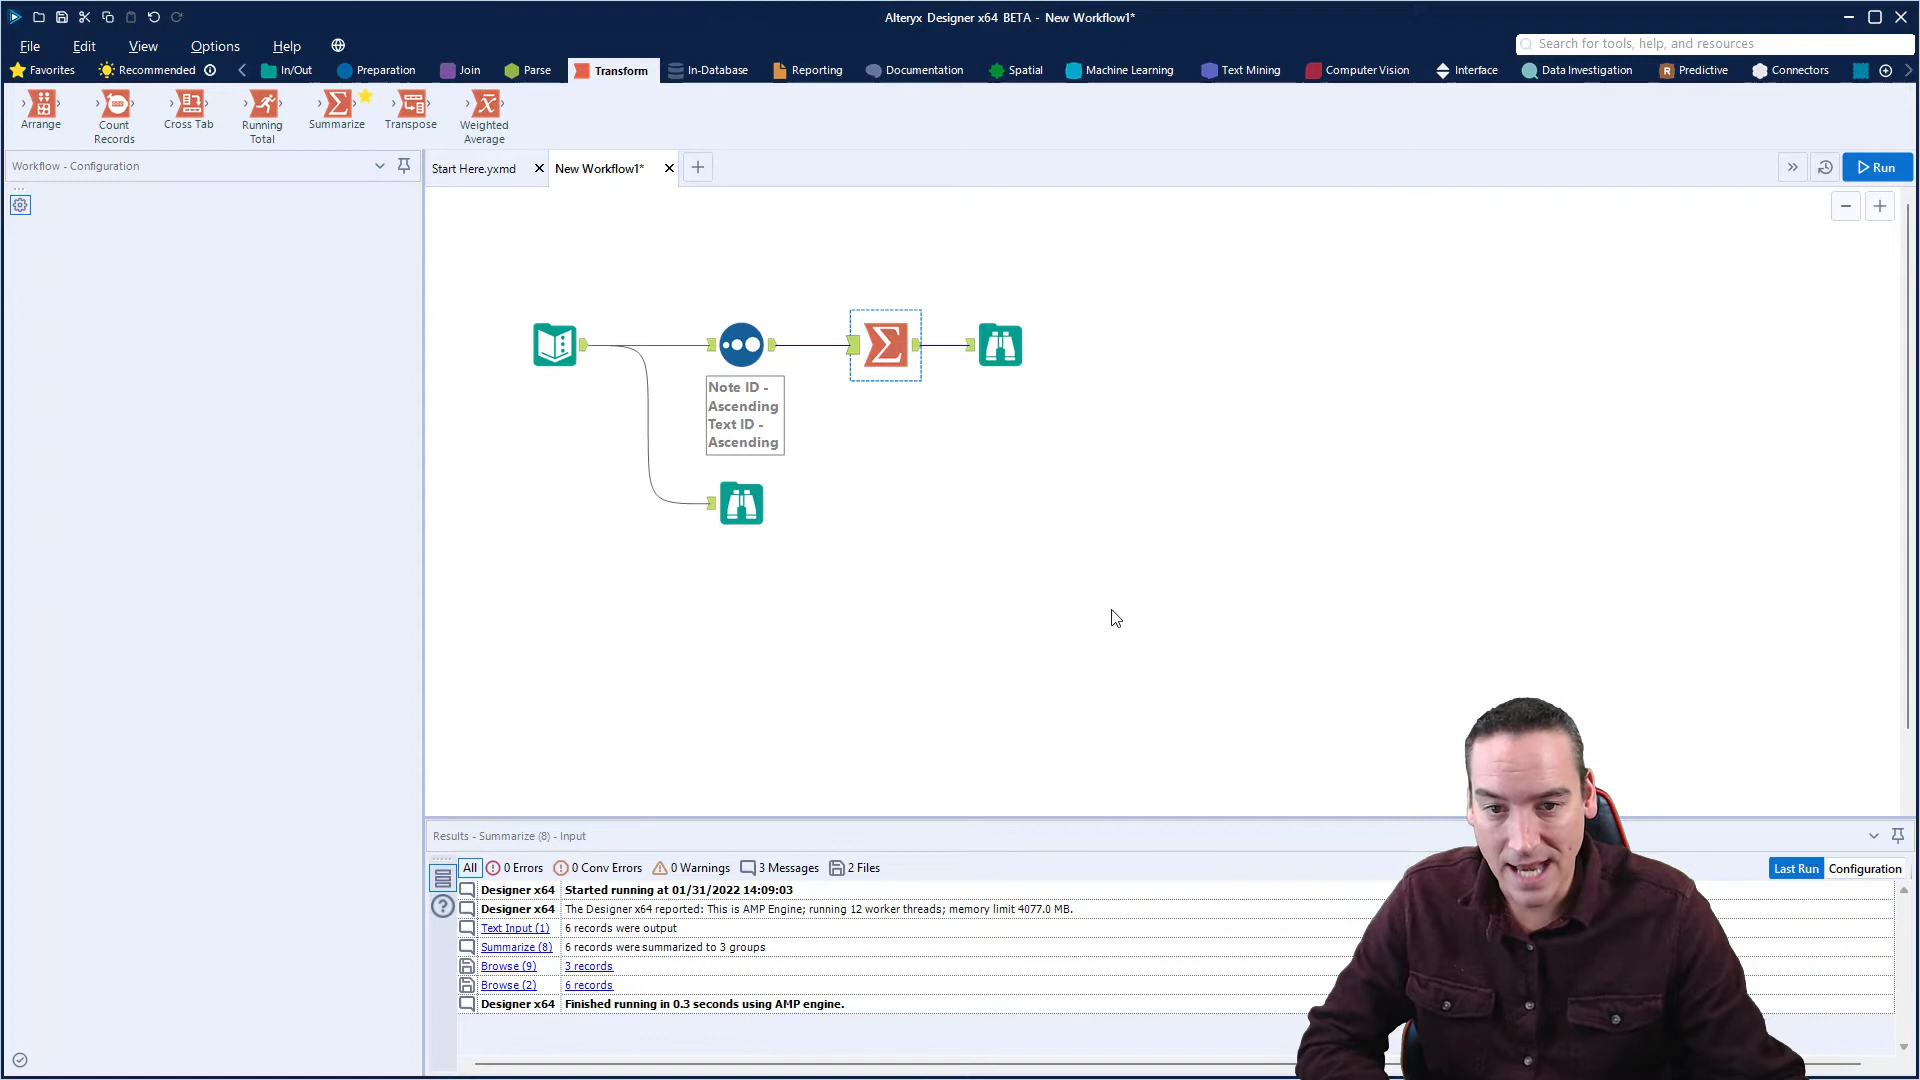 Alteryx Designer x64 BETA - New Workflow1*
File Edit View Options Help
Search for tools, help, and resources
Favorites Recommended In/Out Preparation Join Parse Transform In-Database Reporting Documentation Spatial Machine Learning Text Mining Computer Vision Interface Data Investigation Predictive Connectors
Arrange
Count
Records
Cross Tab
Running
Total
Summarize
Transpose
Weighted
Average
Workflow - Configuration
Start Here.yxmd
New Workflow1*
Run
Note ID -
Ascending
Text ID -
Ascending
Results - Summarize (8) - Input
All 0 Errors 0 Conv Errors 0 Warnings 3 Messages 2 Files
Last Run Configuration
Designer x64 Started running at 01/31/2022 14:09:03
Designer x64 The Designer x64 reported: This is AMP Engine; running 12 worker threads; memory limit 4077.0 MB.
Text Input (1) 6 records were output
Summarize (8) 6 records were summarized to 3 groups
Browse (9) 3 records
Browse (2) 6 records
Designer x64 Finished running in 0.3 seconds using AMP engine.